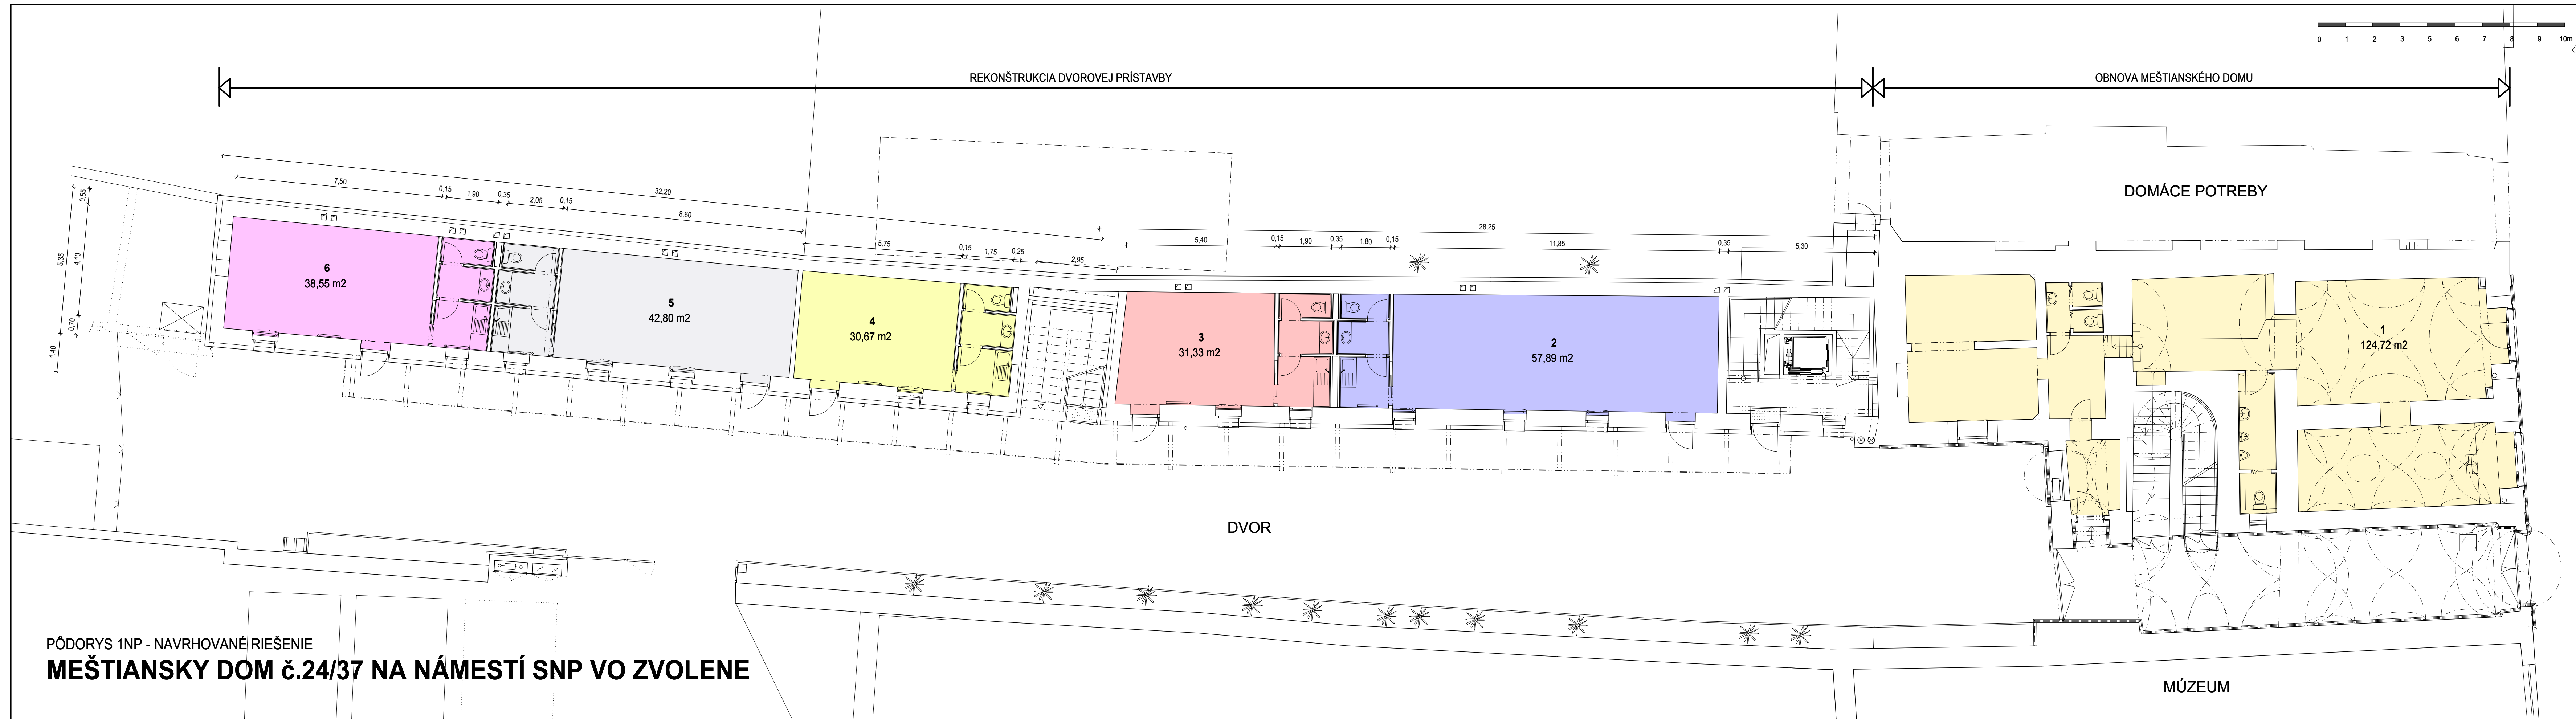 0 1 2 3 4 5 6 7 8 9 10m
REKONŠTRUKCIA DVOROVEJ PRÍSTAVBY
OBNOVA MEŠTIANSKÉHO DOMU
DOMÁCE POTREBY
32,20
7,50 0,15 1,90 0,35 2,05 0,15 8,60
28,25
5,75 0,15 1,75 0,25 2,95
5,40 0,15 1,90 0,35 1,80 0,15 11,85 0,35 5,30
0,55
5,35 4,10
0,70
1,40
6
38,55 m2
5
42,80 m2
4
30,67 m2
3
31,33 m2
2
57,89 m2
1
124,72 m2
DVOR
PÔDORYS 1NP - NAVRHOVANÉ RIEŠENIE
MEŠTIANSKY DOM č.24/37 NA NÁMESTÍ SNP VO ZVOLENE
MÚZEUM